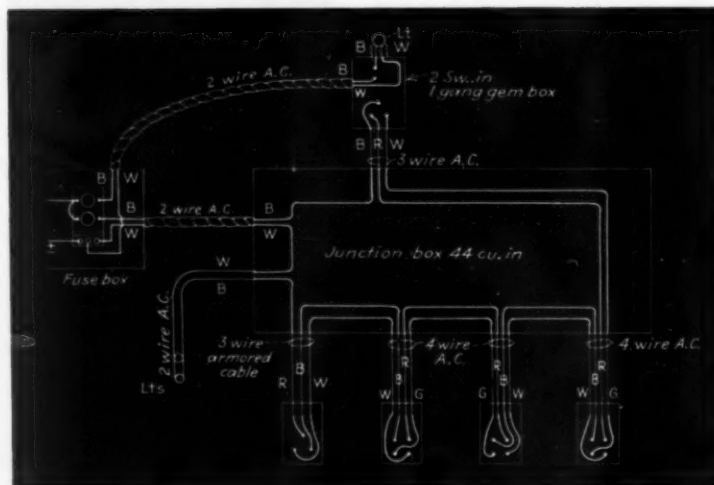 Lt
B W
2 wire A.C.
B
W
2 Sw. in
1 gang gem box
B R W
3 wire A.C.
B W
B
W
2 wire A.C.
B
W
Fuse box
Junction box 44 cu. in
W
B
2 wire A.C.
Lts
3 wire
armored
cable
4 wire
A.C.
4 wire A.C.
R B W
W B R G
G R B W
W B R G